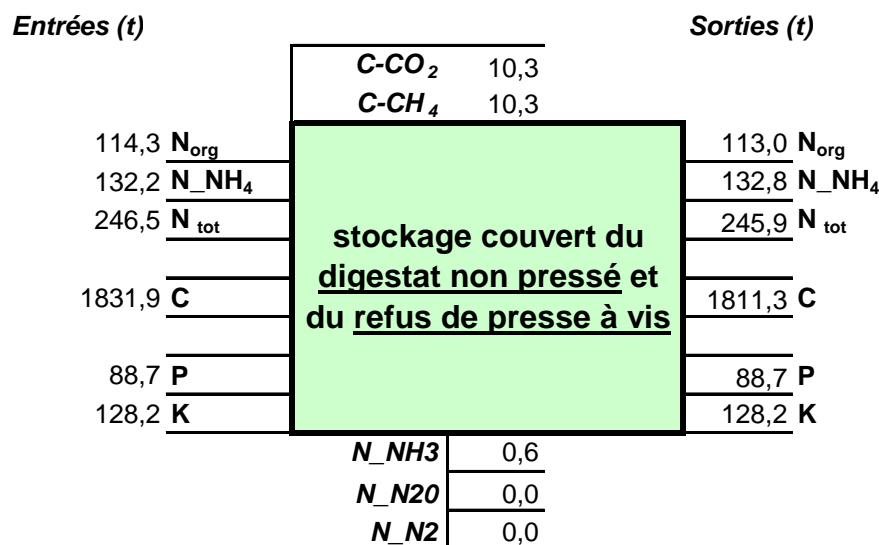 Entrées (t) Sorties (t)
C-CO2 10,3
C-CH4 10,3
114,3 Norg 113,0 Norg
132,2 N_NH4 132,8 N_NH4
246,5 N tot 245,9 N tot
stockage couvert du
digestat non pressé et
1831,9 C 1811,3 C
du refus de presse à vis
88,7 P 88,7 P
128,2 K 128,2 K
N_NH3 0,6
N_N20 0,0
N_N2 0,0